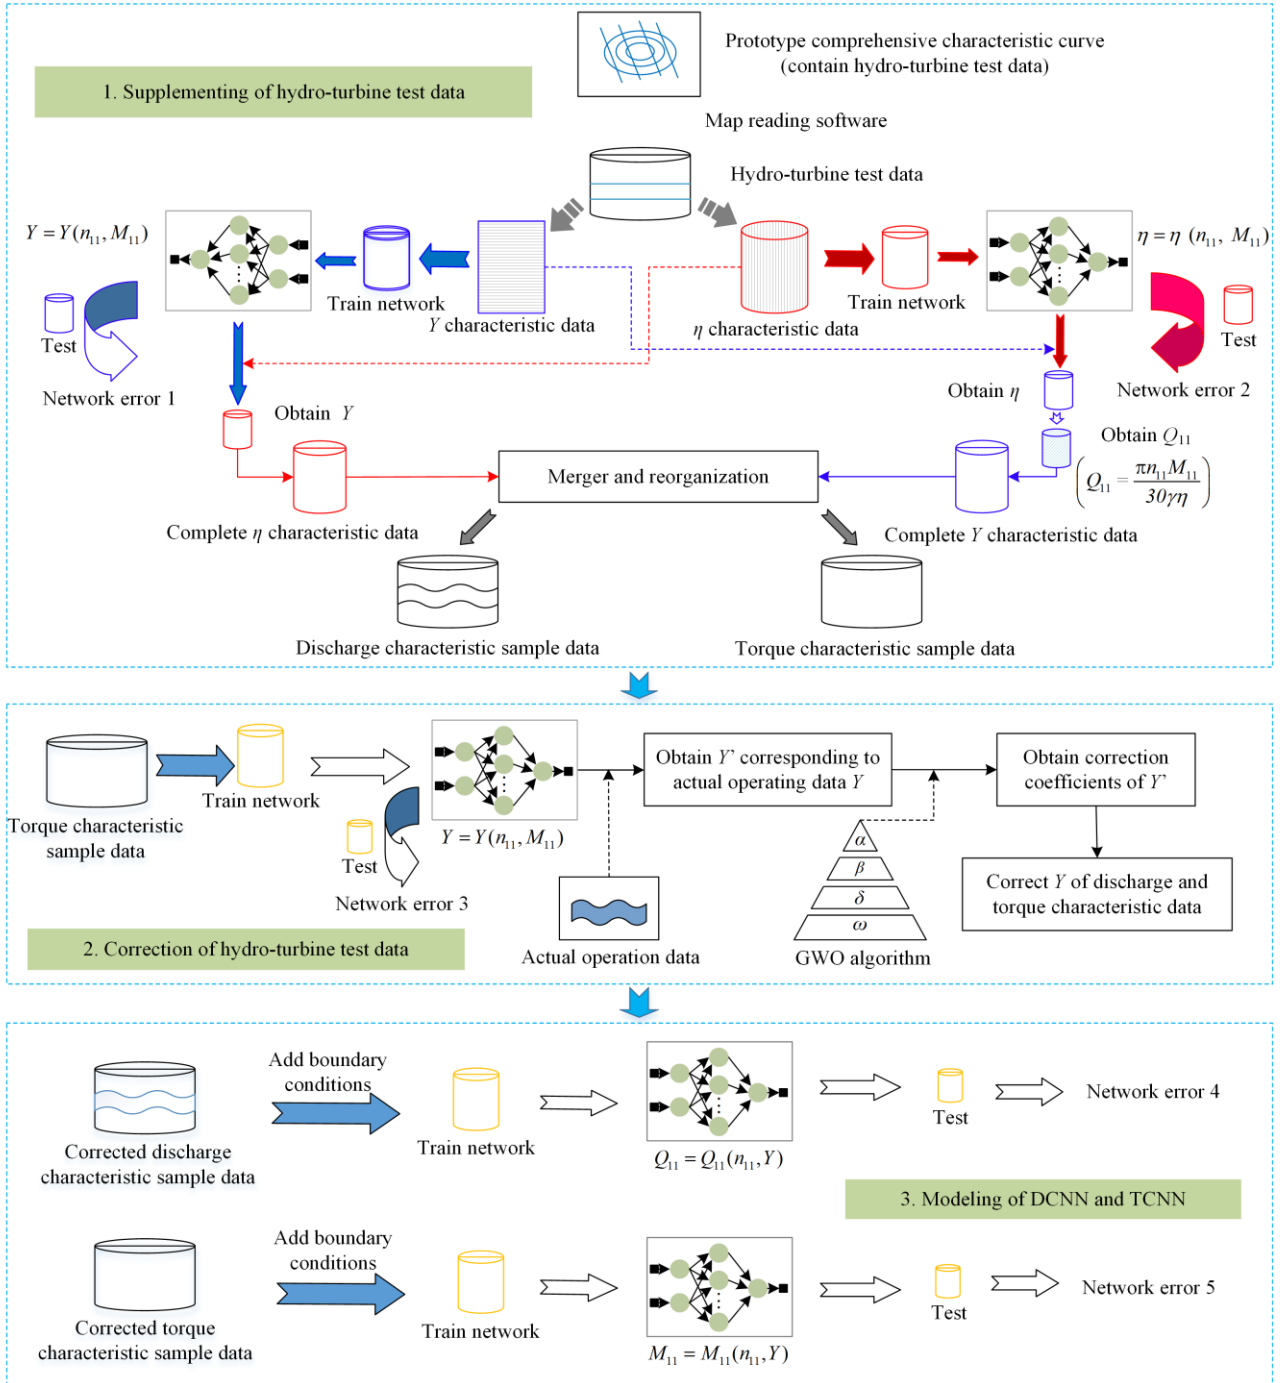 Prototype comprehensive characteristic curve
(contain hydro-turbine test data)
1. Supplementing of hydro-turbine test data
Map reading software
Hydro-turbine test data
Y = Y(n₁₁, M₁₁)
η = η (n₁₁, M₁₁)
Train network
Y characteristic data
η characteristic data
Train network
Test
Network error 1
Test
Network error 2
Obtain Y
Obtain η
Obtain Q₁₁
(Q₁₁ = πn₁₁M₁₁ / 30γη)
Merger and reorganization
Complete η characteristic data
Complete Y characteristic data
Discharge characteristic sample data
Torque characteristic sample data
Torque characteristic
sample data
Train network
Test
Network error 3
Y = Y(n₁₁, M₁₁)
Obtain Y’ corresponding to
actual operating data Y
Obtain correction
coefficients of Y’
α
β
δ
ω
GWO algorithm
Correct Y of discharge and
torque characteristic data
Actual operation data
2. Correction of hydro-turbine test data
Corrected discharge
characteristic sample data
Add boundary
conditions
Train network
Q₁₁ = Q₁₁(n₁₁, Y)
Test
Network error 4
3. Modeling of DCNN and TCNN
Corrected torque
characteristic sample data
Add boundary
conditions
Train network
M₁₁ = M₁₁(n₁₁, Y)
Test
Network error 5